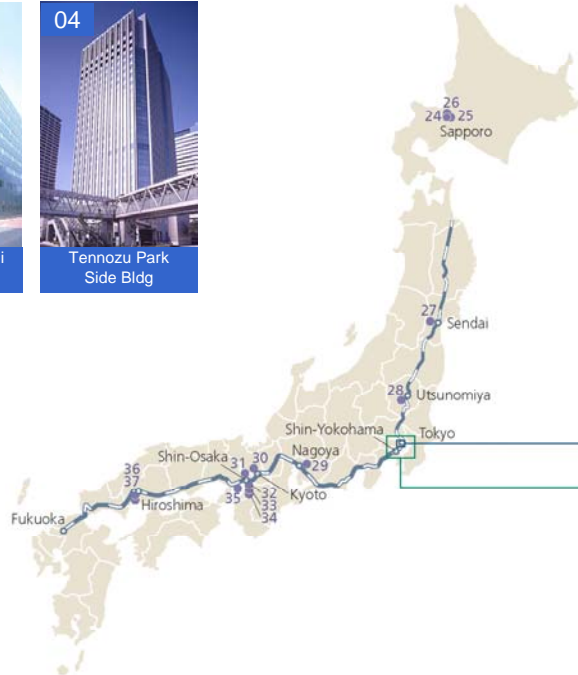 04
i
Tennozu Park
Side Bldg
26
24
25
Sapporo
27
Sendai
28
Utsunomiya
Shin-Yokohama
Tokyo
Shin-Osaka
Nagoya
30
31
29
36
37
Kyoto
35
32
33
34
Hiroshima
Fukuoka